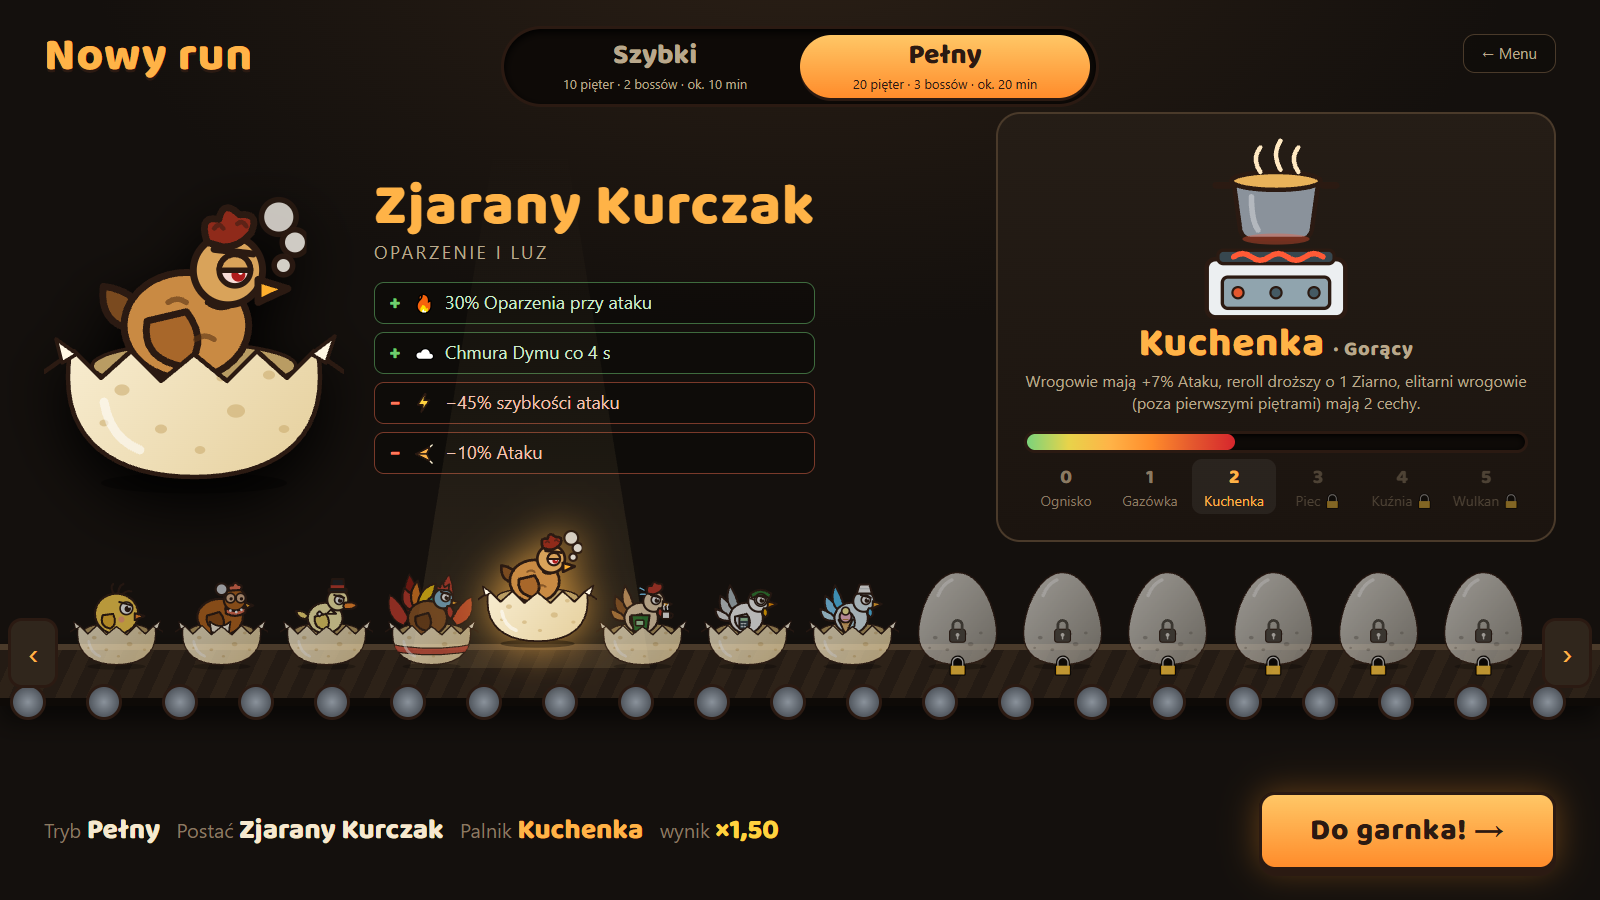 Nowy run
Szybki
10 pięter · 2 bossów · ok. 10 min
Pełny
20 pięter · 3 bossów · ok. 20 min
← Menu
Zjarany Kurczak
OPARZENIE I LUZ
+ 30% Oparzenia przy ataku
+ Chmura Dymu co 4 s
− −45% szybkości ataku
− −10% Ataku
Kuchenka · Gorący
Wrogowie mają +7% Ataku, reroll droższy o 1 Ziarno, elitarni wrogowie
(poza pierwszymi piętrami) mają 2 cechy.
0 1 2 3 4 5
Ognisko Gazówka Kuchenka Piec Kuźnia Wulkan
‹ ›
Tryb Pełny Postać Zjarany Kurczak Palnik Kuchenka wynik ×1,50
Do garnka! →